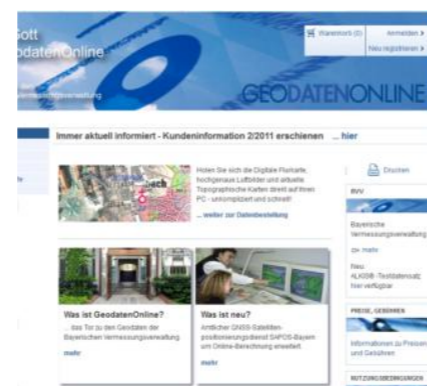 Gott
odatenOnline
Warenkorb (0)
Anmelden >
Neu registrieren >
GEODATENONLINE
Immer aktuell informiert - Kundeninformation 2/2011 erschienen ... hier
Holen Sie sich die Digitale Flurkarte,
hochgenaue Luftbilder und aktuelle
Topographische Karten direkt auf Ihren
PC - unkompliziert und schnell!
... weiter zur Datenbestellung
Drucken
BVV
Bayerische
Vermessungsverwaltung
mehr
Neu:
ALKIS® -Testdatensatz
hier verfügbar
Was ist GeodatenOnline?
... das Tor zu den Geodaten der
Bayerischen Vermessungsverwaltung
mehr
Was ist neu?
Amtlicher GNSS-Satelliten-
positionierungsdienst SAPOS-Bayern
um Online-Berechnung erweitert.
mehr
PREISE, GEBÜHREN
Informationen zu Preisen
und Gebühren
NUTZUNGSBEDINGUNGEN